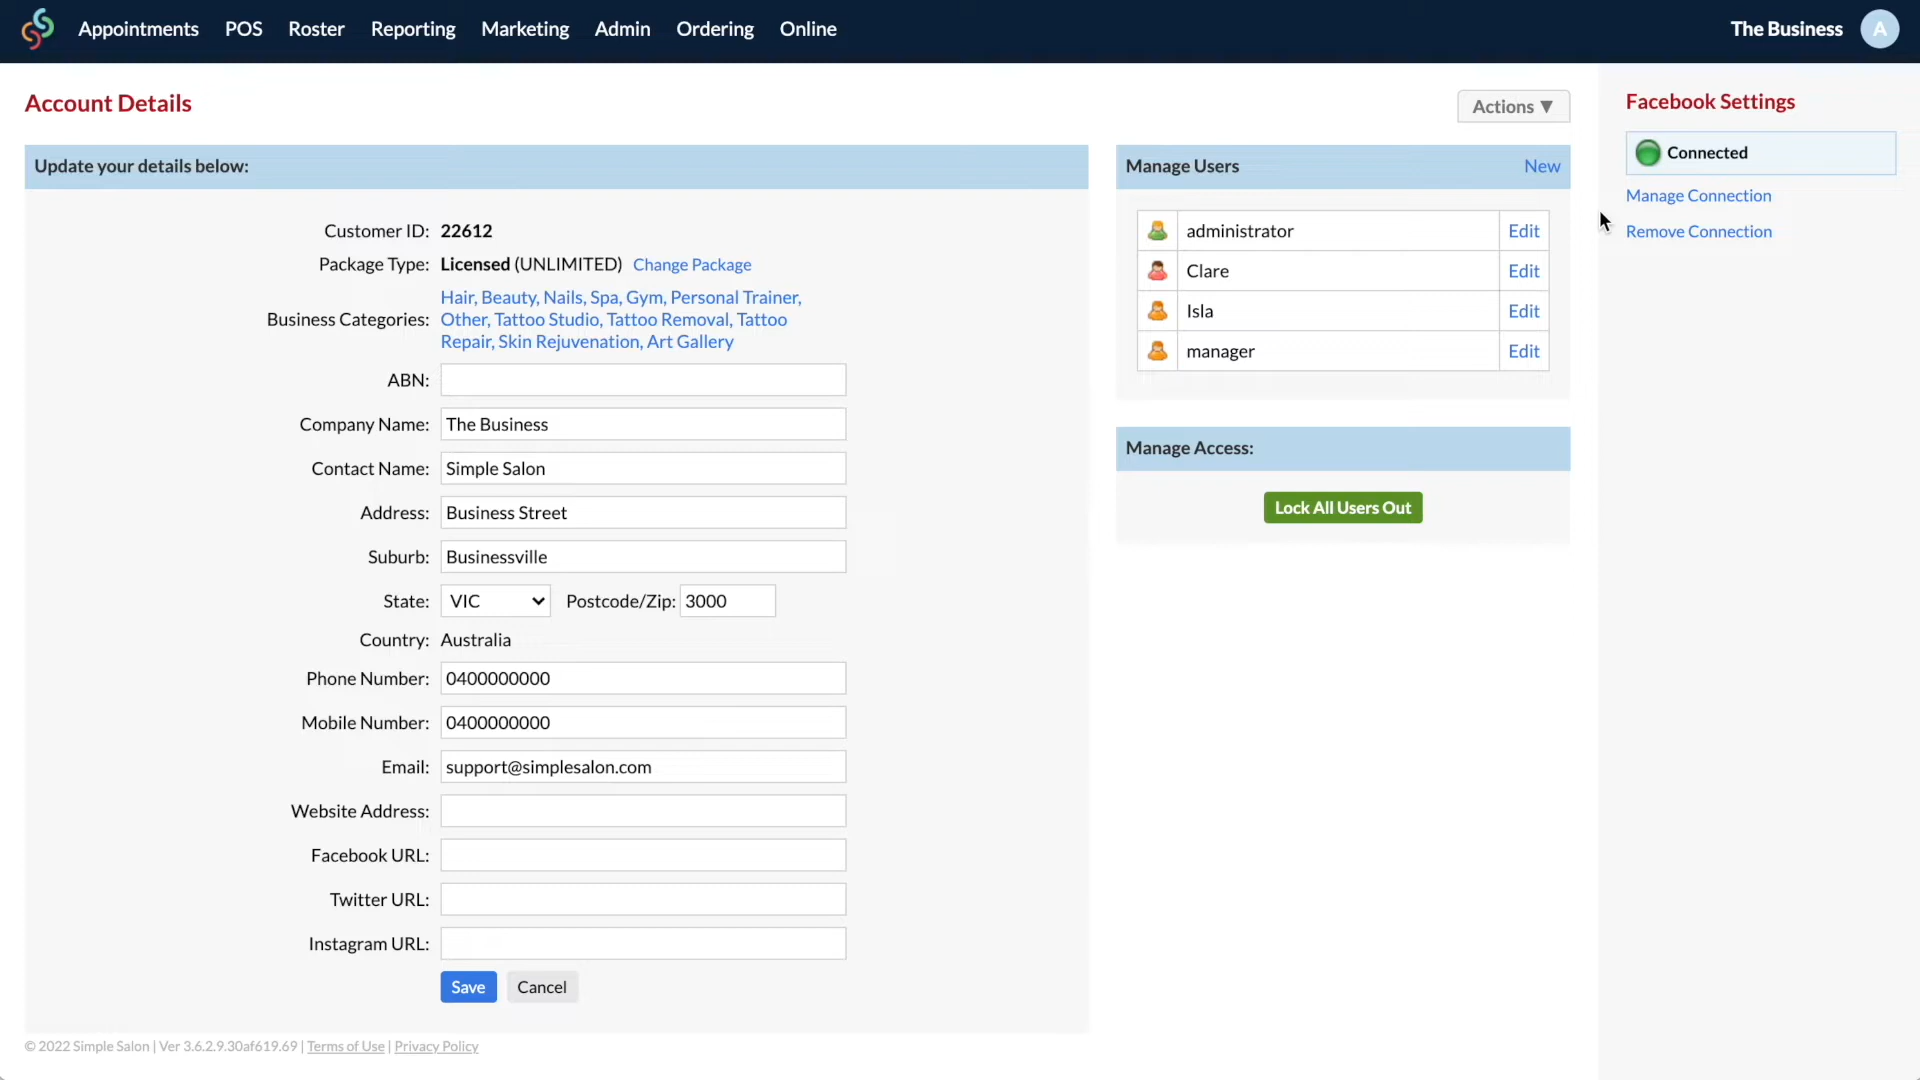 Appointments POS Roster Reporting Marketing Admin Ordering Online The Business A
Account Details
Actions ▼
Update your details below:
Customer ID: 22612
Package Type: Licensed (UNLIMITED) Change Package
Business Categories: Hair, Beauty, Nails, Spa, Gym, Personal Trainer,
Other, Tattoo Studio, Tattoo Removal, Tattoo
Repair, Skin Rejuvenation, Art Gallery
ABN:
Company Name: The Business
Contact Name: Simple Salon
Address: Business Street
Suburb: Businessville
State: VIC Postcode/Zip: 3000
Country: Australia
Phone Number: 0400000000
Mobile Number: 0400000000
Email: support@simplesalon.com
Website Address:
Facebook URL:
Twitter URL:
Instagram URL:
Save Cancel
Manage Users New
administrator Edit
Clare Edit
Isla Edit
manager Edit
Manage Access:
Lock All Users Out
Facebook Settings
Connected
Manage Connection
Remove Connection
© 2022 Simple Salon | Ver 3.6.2.9.30af619.69 | Terms of Use | Privacy Policy